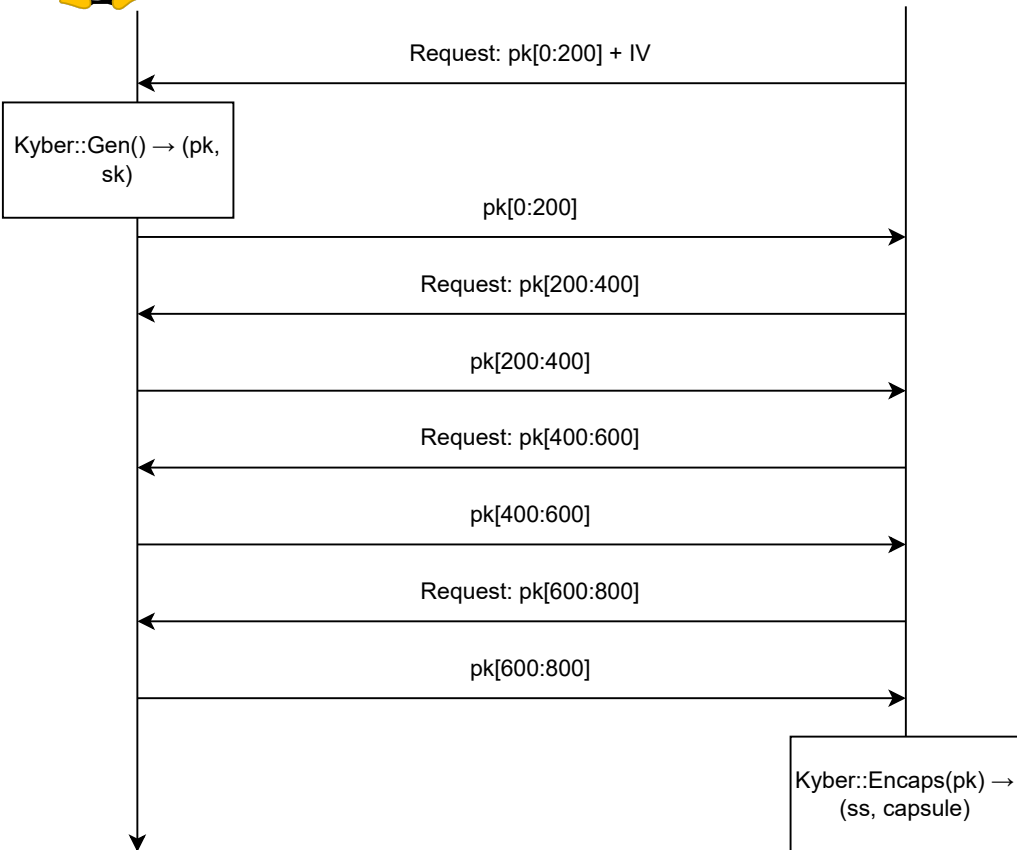 Request: pk[0:200] + IV
Kyber::Gen() → (pk,
sk)
pk[0:200]
Request: pk[200:400]
pk[200:400]
Request: pk[400:600]
pk[400:600]
Request: pk[600:800]
pk[600:800]
Kyber::Encaps(pk) →
(ss, capsule)